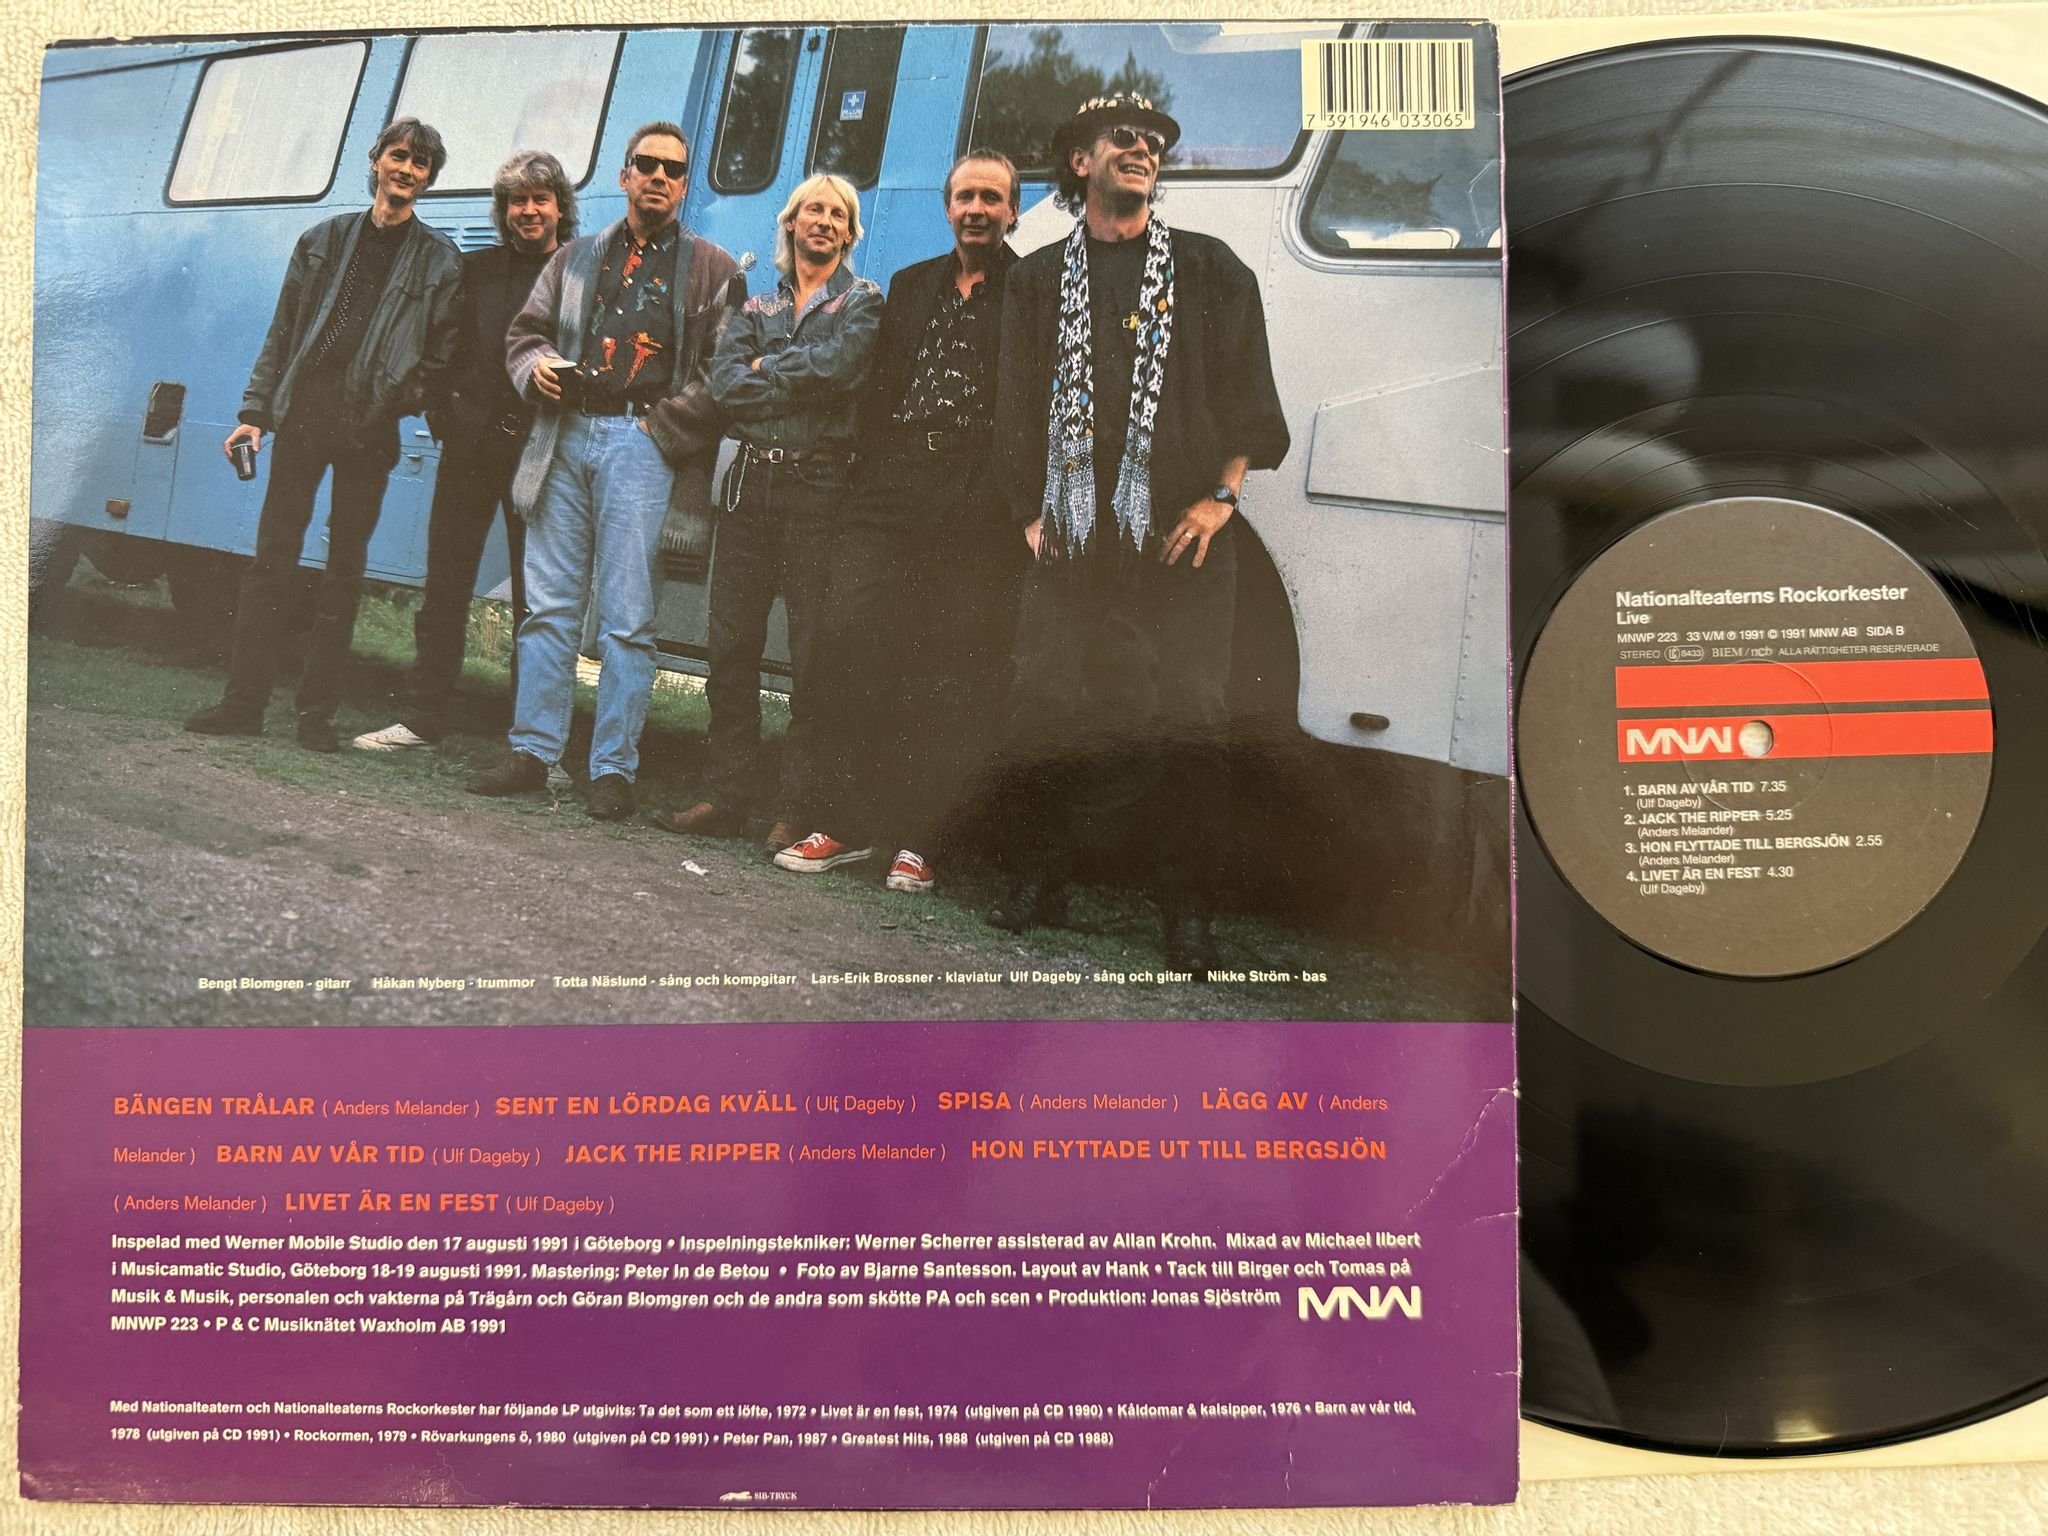 7 391946 033065
Bengt Blomgren - gitarr Håkan Nyberg - trummor Totta Näslund - sång och kompgitarr Lars-Erik Brossner - klaviatur Ulf Dageby - sång och gitarr Nikke Ström - bas
BÄNGEN TRÅLAR ( Anders Melander ) SENT EN LÖRDAG KVÄLL ( Ulf Dageby ) SPISA ( Anders Melander ) LÄGG AV ( Anders
Melander ) BARN AV VÅR TID ( Ulf Dageby ) JACK THE RIPPER ( Anders Melander ) HON FLYTTADE UT TILL BERGSJÖN
( Anders Melander ) LIVET ÄR EN FEST ( Ulf Dageby )
Inspelad med Werner Mobile Studio den 17 augusti 1991 i Göteborg • Inspelningstekniker: Werner Scherrer assisterad av Allan Krohn. Mixad av Michael Ilbert
i Musicamatic Studio, Göteborg 18-19 augusti 1991. Mastering: Peter In de Betou • Foto av Bjarne Santesson. Layout av Hank • Tack till Birger och Tomas på
Musik & Musik, personalen och vakterna på Trägårn och Göran Blomgren och de andra som skötte PA och scen • Produktion: Jonas Sjöström MNW
MNWP 223 • P & C Musiknätet Waxholm AB 1991
Med Nationalteatern och Nationalteaterns Rockorkester har följande LP utgivits: Ta det som ett löfte, 1972 • Livet är en fest, 1974 (utgiven på CD 1990) • Kåldomar & kalsipper, 1976 • Barn av vår tid,
1978 (utgiven på CD 1991) • Rockormen, 1979 • Rövarkungens ö, 1980 (utgiven på CD 1991) • Peter Pan, 1987 • Greatest Hits, 1988 (utgiven på CD 1988)
SIB-TRYCK
Nationalteaterns Rockorkester
Live
MNWP 223 33 V/M ℗ 1991 © 1991 MNW AB SIDA B
STEREO LC 8433 BIEM/ncb ALLA RÄTTIGHETER RESERVERADE
MNW
1. BARN AV VÅR TID 7.35
(Ulf Dageby)
2. JACK THE RIPPER 5.25
(Anders Melander)
3. HON FLYTTADE TILL BERGSJÖN 2.55
(Anders Melander)
4. LIVET ÄR EN FEST 4.30
(Ulf Dageby)